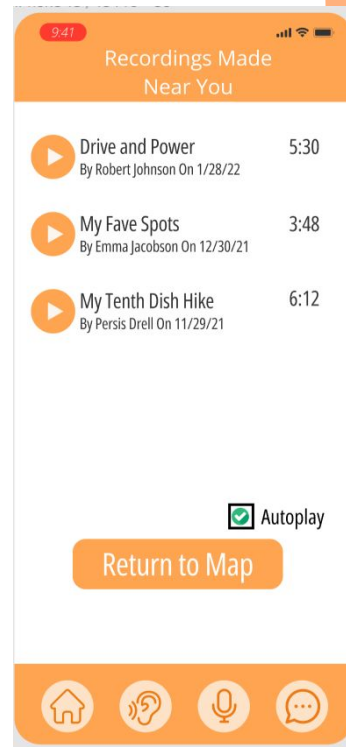 9:41
Recordings Made
Near You
Drive and Power 5:30
By Robert Johnson On 1/28/22
My Fave Spots 3:48
By Emma Jacobson On 12/30/21
My Tenth Dish Hike 6:12
By Persis Drell On 11/29/21
Autoplay
Return to Map